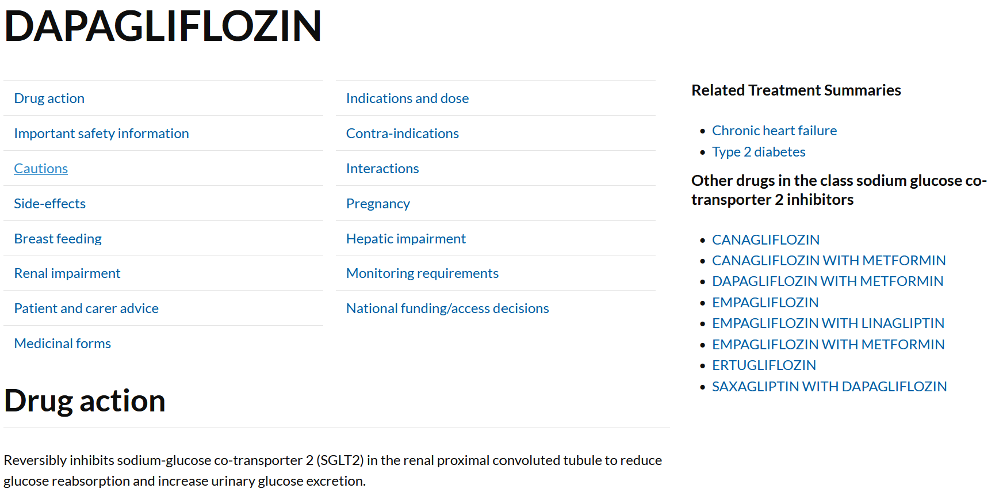 DAPAGLIFLOZIN
Drug action
Important safety information
Cautions
Side-effects
Breast feeding
Renal impairment
Patient and carer advice
Medicinal forms
Indications and dose
Contra-indications
Interactions
Pregnancy
Hepatic impairment
Monitoring requirements
National funding/access decisions
Drug action
Reversibly inhibits sodium-glucose co-transporter 2 (SGLT2) in the renal proximal convoluted tubule to reduce
glucose reabsorption and increase urinary glucose excretion.
Related Treatment Summaries
• Chronic heart failure
• Type 2 diabetes
Other drugs in the class sodium glucose co-
transporter 2 inhibitors
• CANAGLIFLOZIN
• CANAGLIFLOZIN WITH METFORMIN
• DAPAGLIFLOZIN WITH METFORMIN
• EMPAGLIFLOZIN
• EMPAGLIFLOZIN WITH LINAGLIPTIN
• EMPAGLIFLOZIN WITH METFORMIN
• ERTUGLIFLOZIN
• SAXAGLIPTIN WITH DAPAGLIFLOZIN